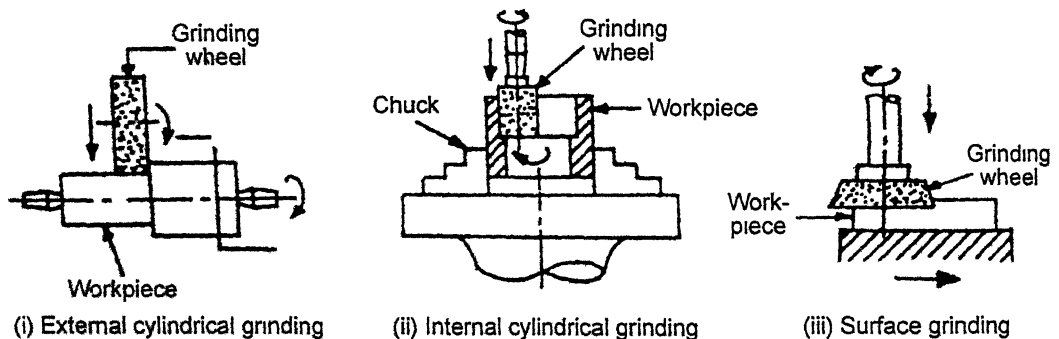 Grinding
wheel
Workpiece
(i) External cylindrical grinding
Grinding
wheel
Chuck
Workpiece
(ii) Internal cylindrical grinding
Grinding
wheel
Work-
piece
(iii) Surface grinding